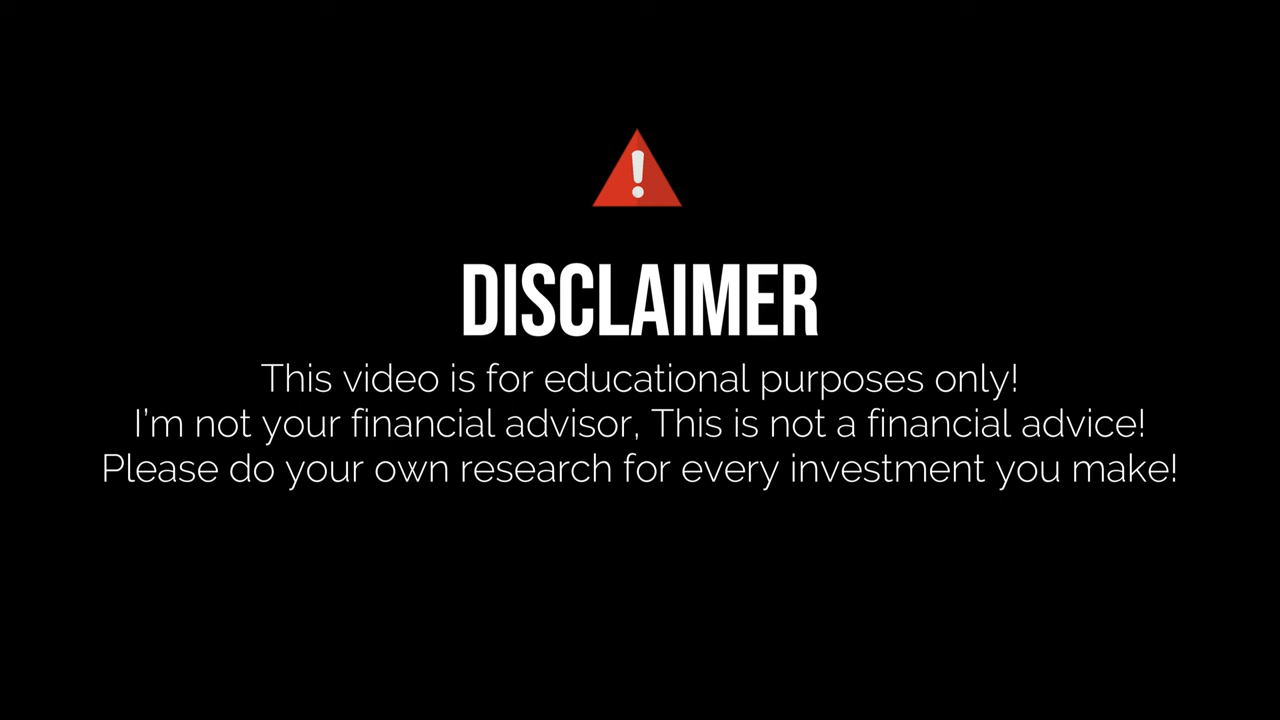 DISCLAIMER
This video is for educational purposes only!
I’m not your financial advisor, This is not a financial advice!
Please do your own research for every investment you make!